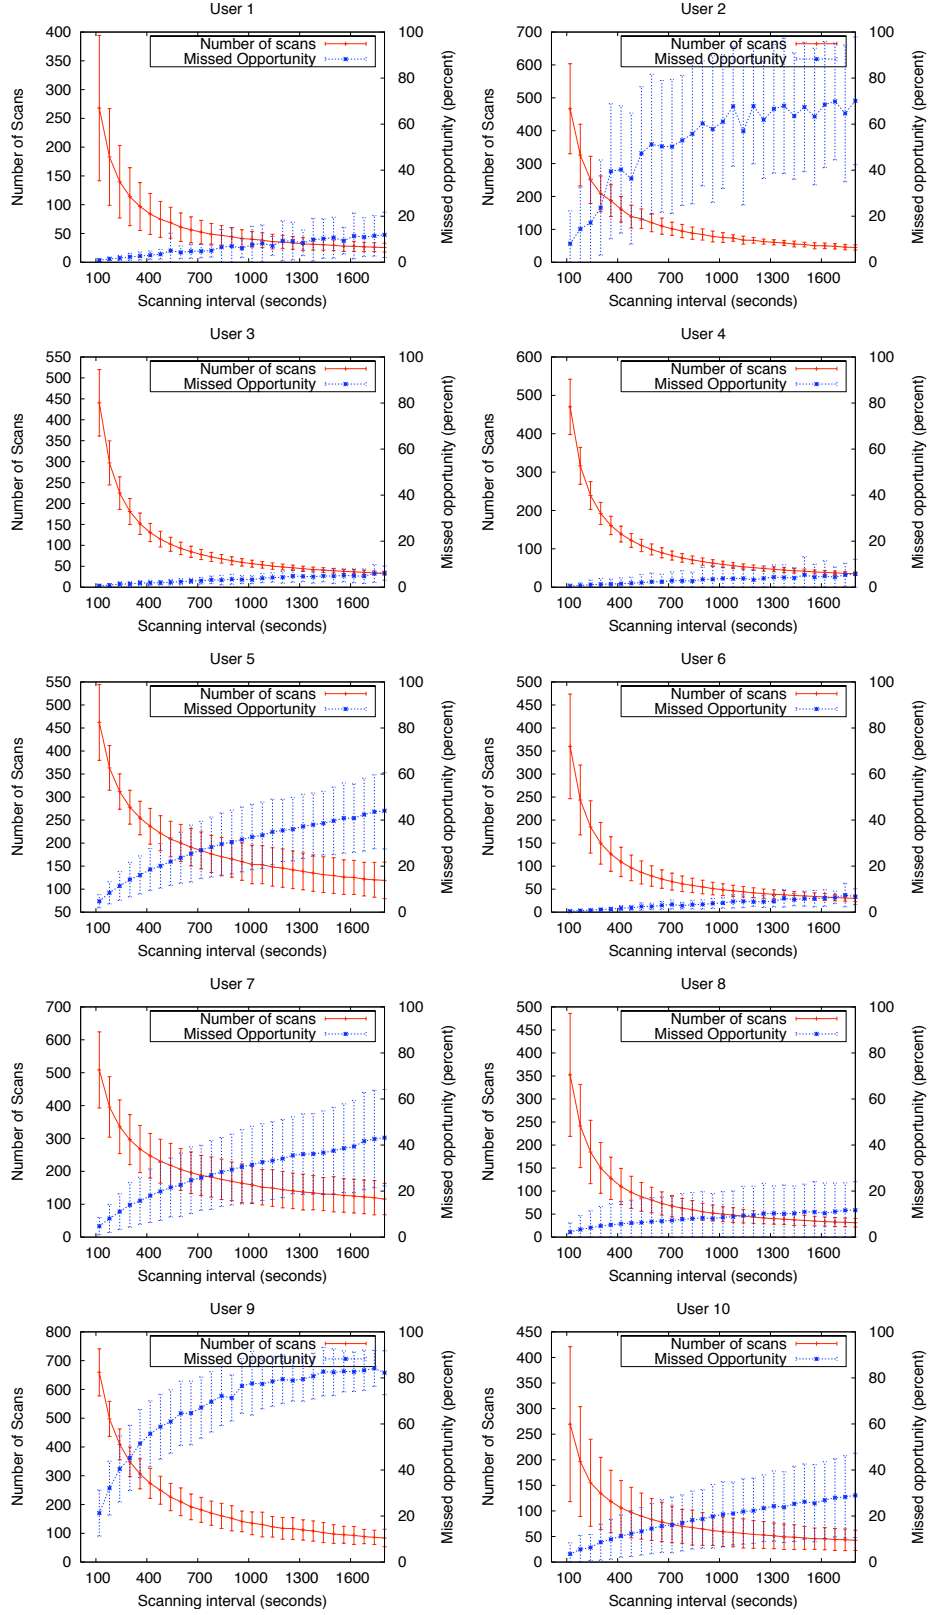 User 1
Number of Scans
400
350
300
250
200
150
100
50
0
Number of scans
Missed Opportunity
100
80
60
40
20
0
Missed opportunity (percent)
100 400 700 1000 1300 1600
Scanning interval (seconds)
User 2
Number of Scans
700
600
500
400
300
200
100
0
Number of scans
Missed Opportunity
100
80
60
40
20
0
Missed opportunity (percent)
100 400 700 1000 1300 1600
Scanning interval (seconds)
User 3
Number of Scans
550
500
450
400
350
300
250
200
150
100
50
0
Number of scans
Missed Opportunity
100
80
60
40
20
0
Missed opportunity (percent)
100 400 700 1000 1300 1600
Scanning interval (seconds)
User 4
Number of Scans
600
500
400
300
200
100
0
Number of scans
Missed Opportunity
100
80
60
40
20
0
Missed opportunity (percent)
100 400 700 1000 1300 1600
Scanning interval (seconds)
User 5
Number of Scans
550
500
450
400
350
300
250
200
150
100
50
Number of scans
Missed Opportunity
100
80
60
40
20
0
Missed opportunity (percent)
100 400 700 1000 1300 1600
Scanning interval (seconds)
User 6
Number of Scans
500
450
400
350
300
250
200
150
100
50
0
Number of scans
Missed Opportunity
100
80
60
40
20
0
Missed opportunity (percent)
100 400 700 1000 1300 1600
Scanning interval (seconds)
User 7
Number of Scans
700
600
500
400
300
200
100
0
Number of scans
Missed Opportunity
100
80
60
40
20
0
Missed opportunity (percent)
100 400 700 1000 1300 1600
Scanning interval (seconds)
User 8
Number of Scans
500
450
400
350
300
250
200
150
100
50
0
Number of scans
Missed Opportunity
100
80
60
40
20
0
Missed opportunity (percent)
100 400 700 1000 1300 1600
Scanning interval (seconds)
User 9
Number of Scans
800
700
600
500
400
300
200
100
0
Number of scans
Missed Opportunity
100
80
60
40
20
0
Missed opportunity (percent)
100 400 700 1000 1300 1600
Scanning interval (seconds)
User 10
Number of Scans
450
400
350
300
250
200
150
100
50
0
Number of scans
Missed Opportunity
100
80
60
40
20
0
Missed opportunity (percent)
100 400 700 1000 1300 1600
Scanning interval (seconds)